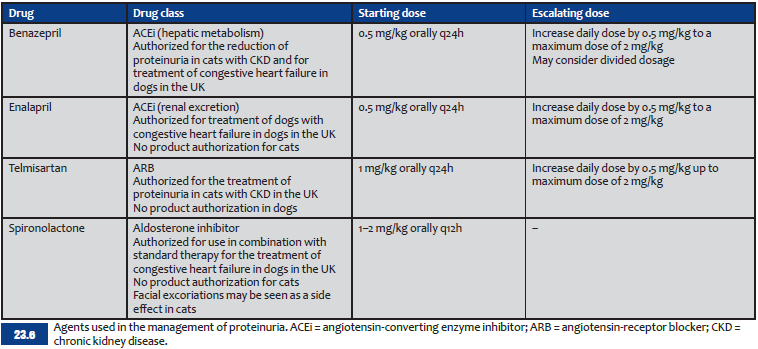 Drug Drug class Starting dose Escalating dose
Benazepril ACEi (hepatic metabolism) 0.5 mg/kg orally q24h Increase daily dose by 0.5 mg/kg to a
Authorized for the reduction of maximum dose of 2 mg/kg
proteinuria in cats with CKD and for May consider divided dosage
treatment of congestive heart failure in
dogs in the UK
Enalapril ACEi (renal excretion) 0.5 mg/kg orally q24h Increase daily dose by 0.5 mg/kg to a
Authorized for treatment of dogs with maximum dose of 2 mg/kg
congestive heart failure in dogs in the UK
No product authorization for cats
Telmisartan ARB 1 mg/kg orally q24h Increase daily dose by 0.5 mg/kg up to
Authorized for the treatment of maximum dose of 2 mg/kg
proteinuria in cats with CKD in the UK
No product authorization in dogs
Spironolactone Aldosterone inhibitor 1–2 mg/kg orally q12h –
Authorized for use in combination with
standard therapy for the treatment of
congestive heart failure in dogs in the UK
No product authorization for cats
Facial excoriations may be seen as a side
effect in cats
23.6 Agents used in the management of proteinuria. ACEi = angiotensin-converting enzyme inhibitor; ARB = angiotensin-receptor blocker; CKD =
chronic kidney disease.